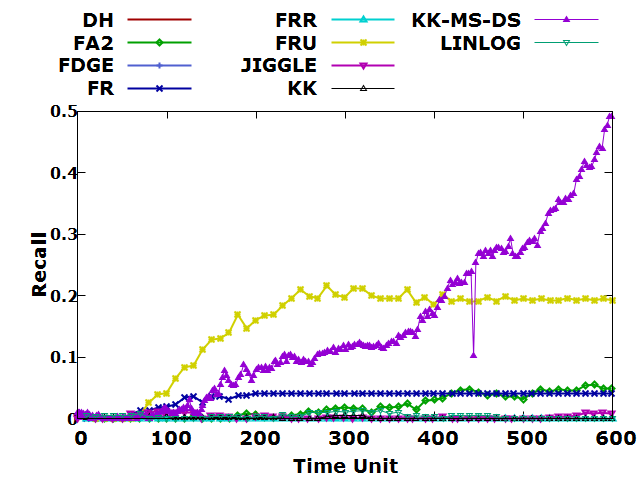 DH FRR KK-MS-DS
FA2 FRU LINLOG
FDGE JIGGLE
FR KK
0.5
0.4
0.3
Recall
0.2
0.1
0
0 100 200 300 400 500 600
Time Unit